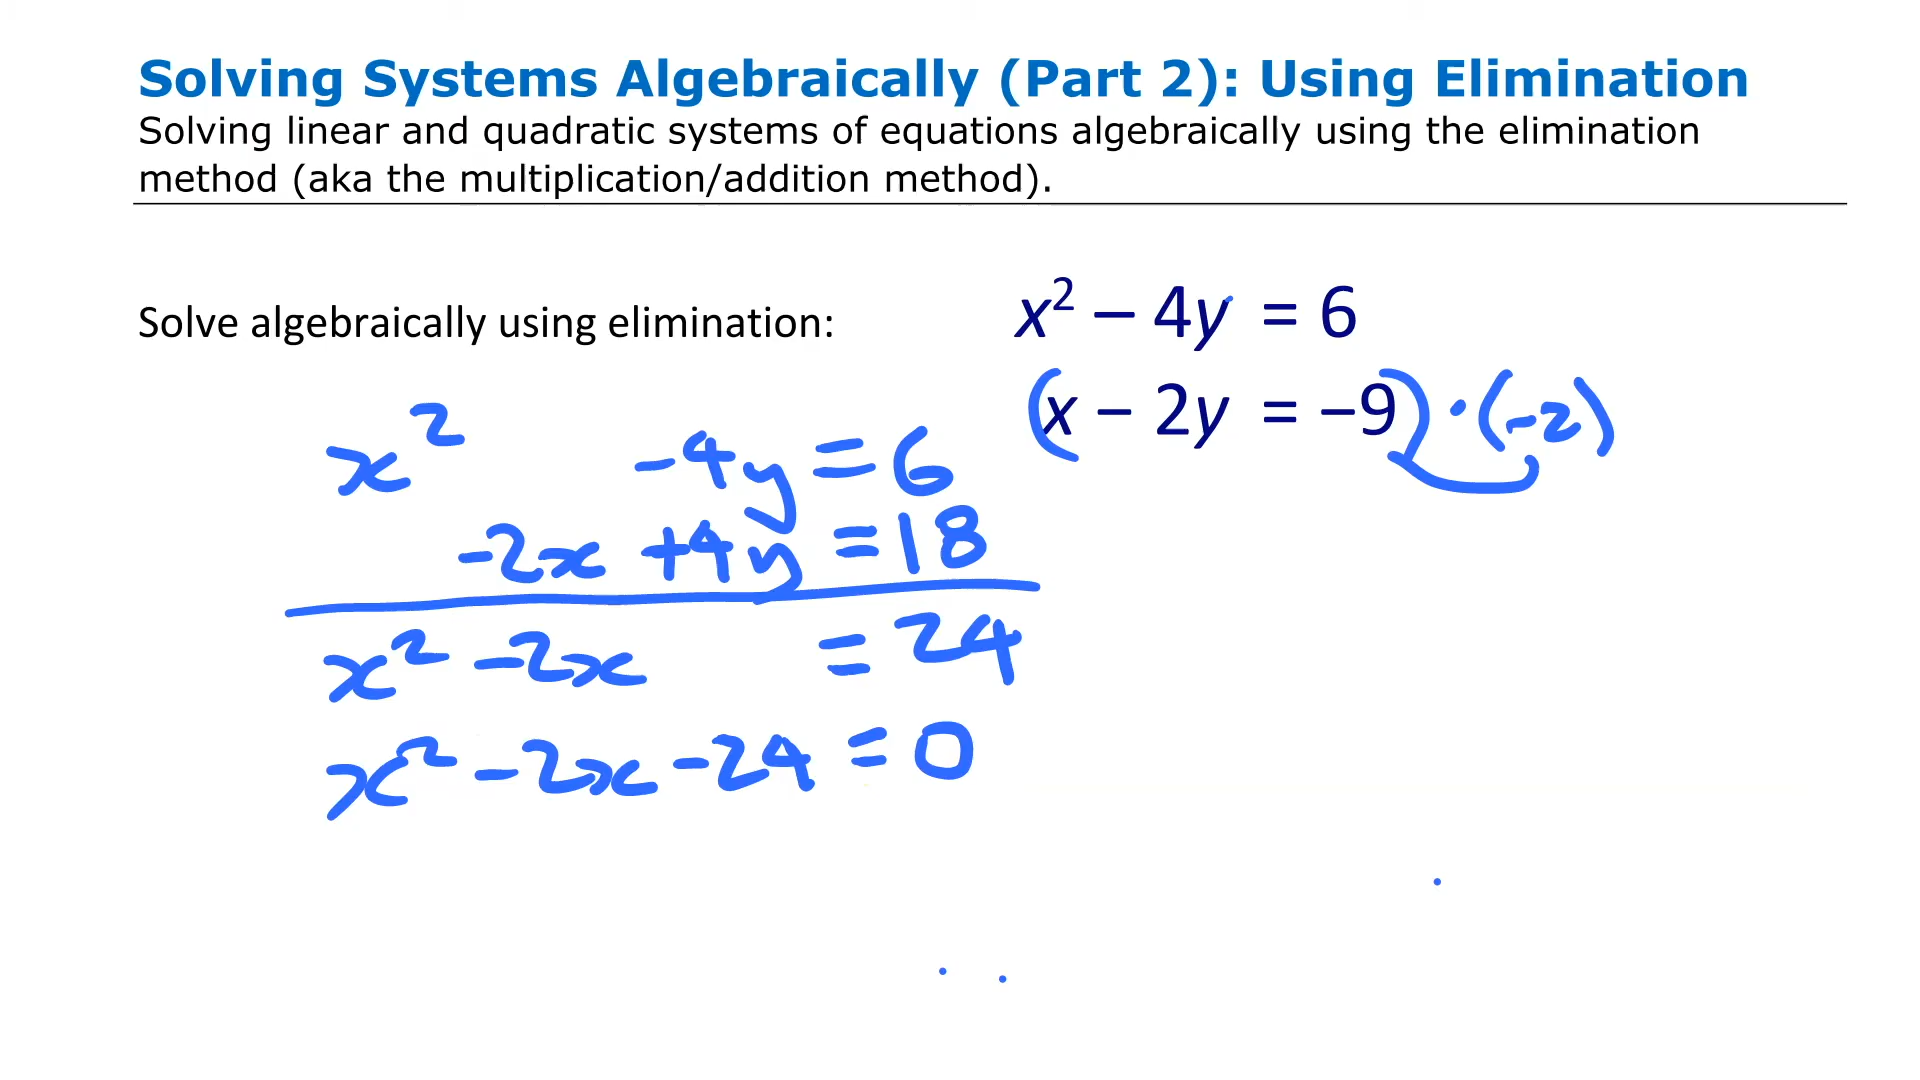 Solving Systems Algebraically (Part 2): Using Elimination
Solving linear and quadratic systems of equations algebraically using the elimination
method (aka the multiplication/addition method).
Solve algebraically using elimination:
x² – 4y = 6
(x – 2y = –9) · (-2)
x² -4y = 6
-2x +4y = 18
x² -2x = 24
x² -2x -24 = 0